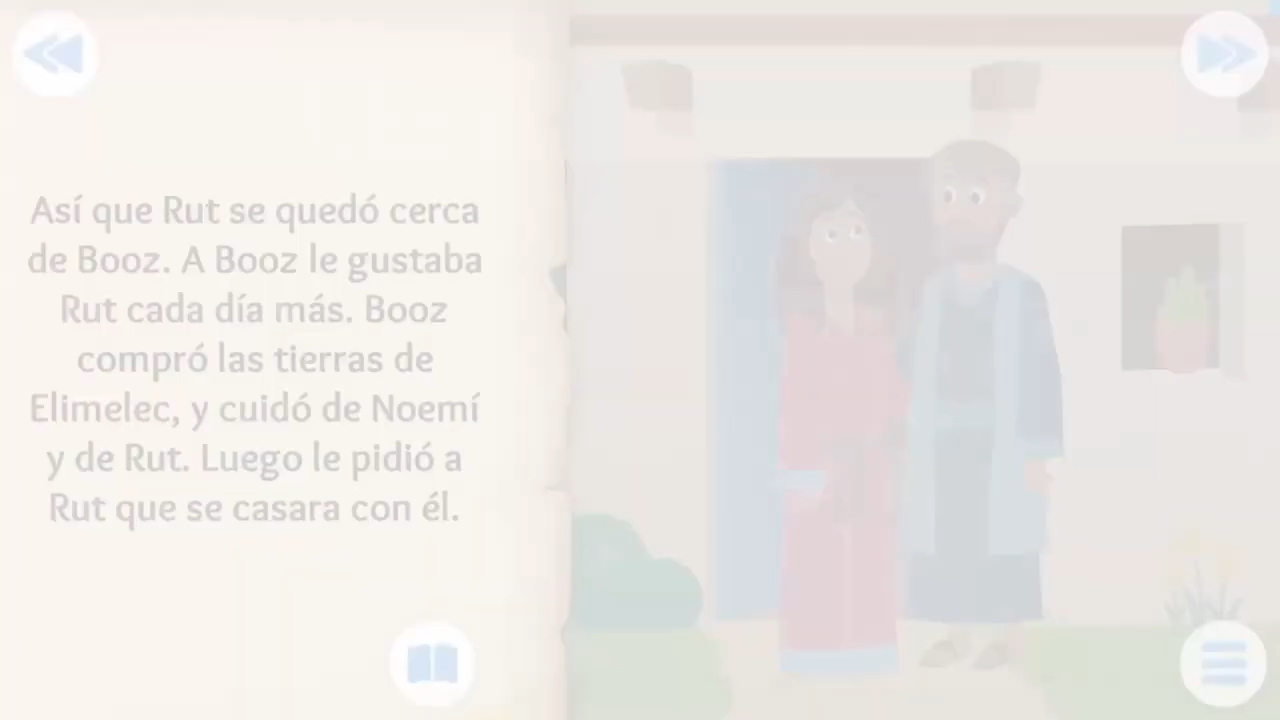 Así que Rut se quedó cerca
de Booz. A Booz le gustaba
Rut cada día más. Booz
compró las tierras de
Elimelec, y cuidó de Noemí
y de Rut. Luego le pidió a
Rut que se casara con él.